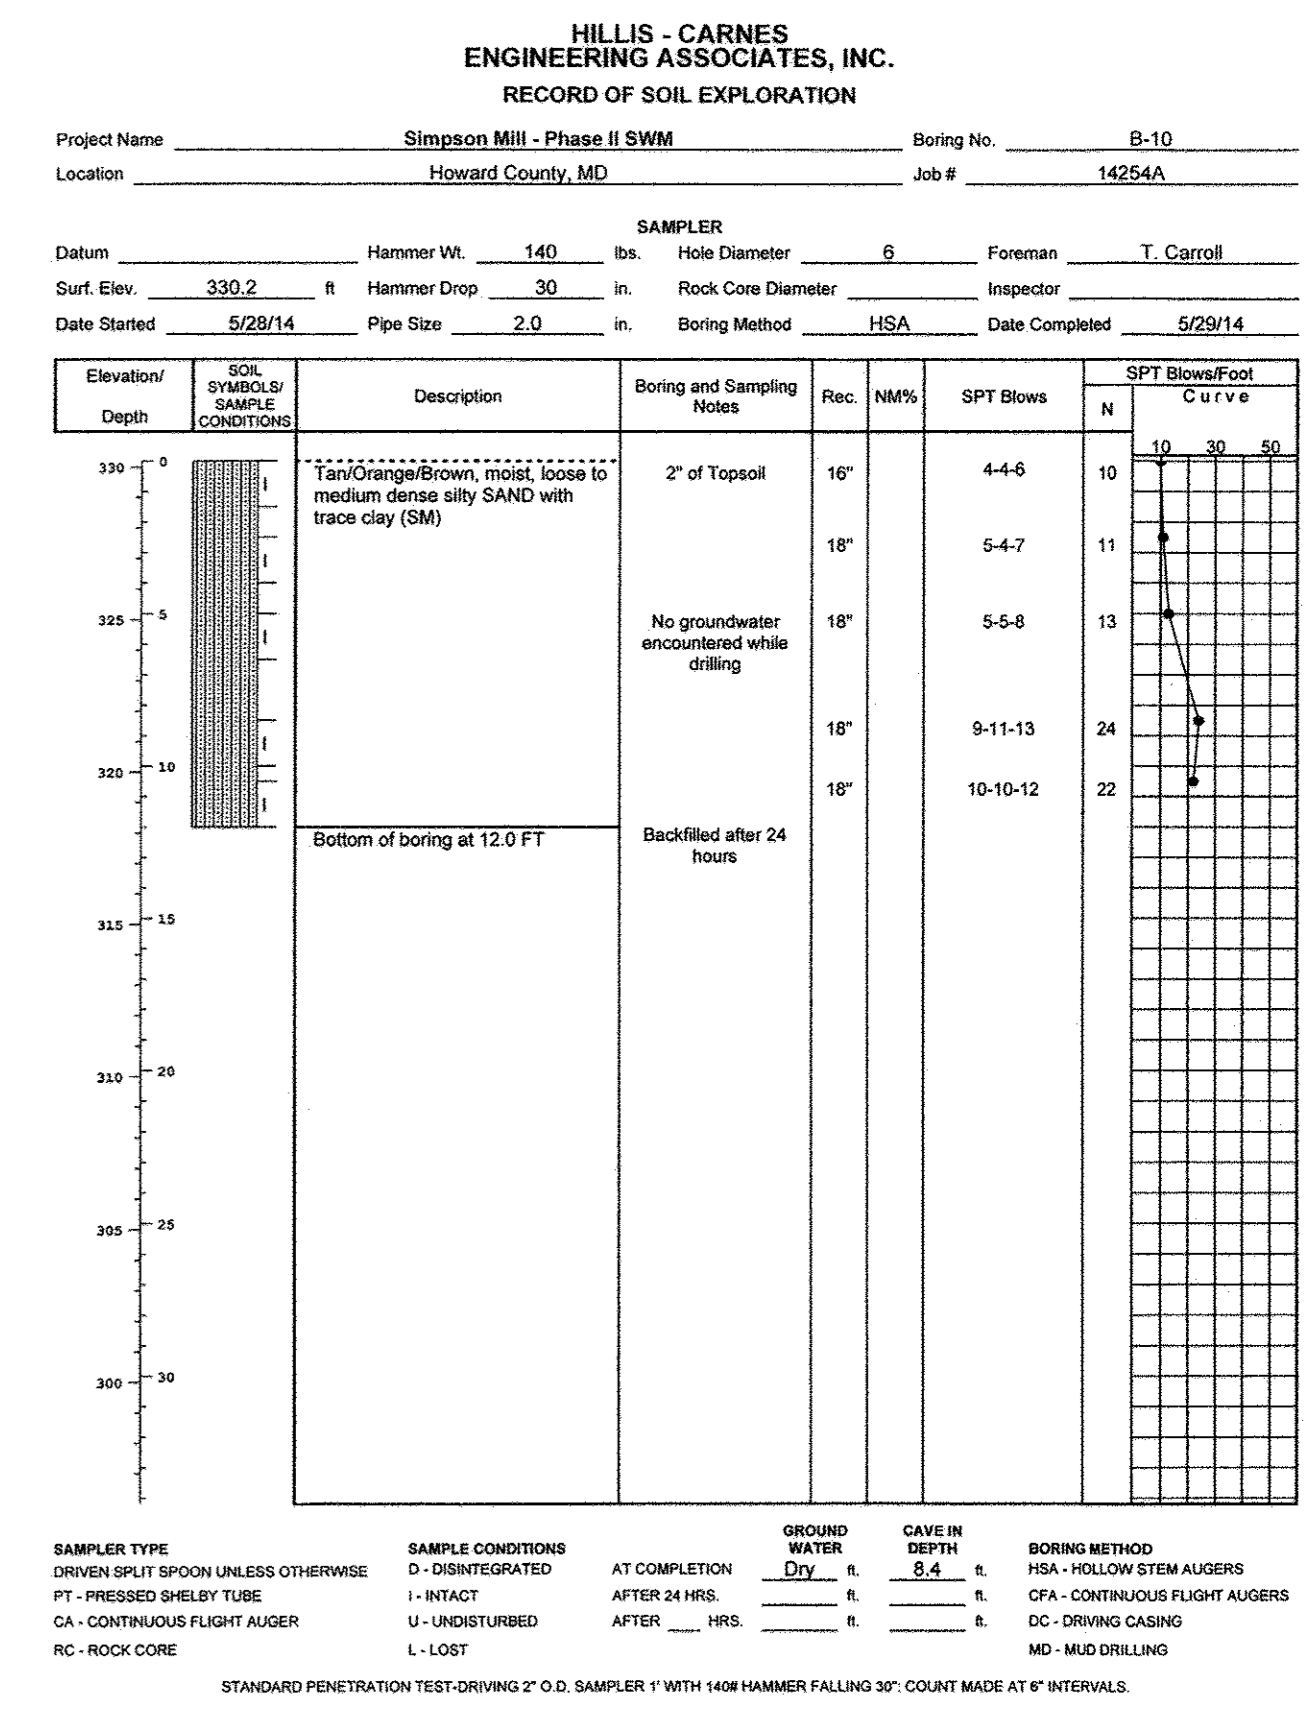 HILLIS - CARNES
ENGINEERING ASSOCIATES, INC.
RECORD OF SOIL EXPLORATION
Project Name Simpson Mill - Phase II SWM Boring No. B-10
Location Howard County, MD Job # 14254A
SAMPLER
Datum Hammer Wt. 140 lbs. Hole Diameter 6 Foreman T. Carroll
Surf. Elev. 330.2 ft Hammer Drop 30 in. Rock Core Diameter Inspector
Date Started 5/28/14 Pipe Size 2.0 in. Boring Method HSA Date Completed 5/29/14
Elevation/
Depth
SOIL
SYMBOLS/
SAMPLE
CONDITIONS
Description
Boring and Sampling
Notes
Rec.
NM%
SPT Blows
SPT Blows/Foot
N
Curve
10 30 50
330 0
Tan/Orange/Brown, moist, loose to
medium dense silty SAND with
trace clay (SM)
2" of Topsoil
16" 4-4-6 10
I
18" 5-4-7 11
I
325 5
No groundwater
encountered while
drilling
18" 5-5-8 13
I
18" 9-11-13 24
I
320 10
18" 10-10-12 22
I
Bottom of boring at 12.0 FT
Backfilled after 24
hours
315 15
310 20
305 25
300 30
SAMPLER TYPE
DRIVEN SPLIT SPOON UNLESS OTHERWISE
PT - PRESSED SHELBY TUBE
CA - CONTINUOUS FLIGHT AUGER
RC - ROCK CORE
SAMPLE CONDITIONS
D - DISINTEGRATED
I - INTACT
U - UNDISTURBED
L - LOST
GROUND
WATER
CAVE IN
DEPTH
AT COMPLETION Dry ft. 8.4 ft.
AFTER 24 HRS. ft. ft.
AFTER HRS. ft. ft.
BORING METHOD
HSA - HOLLOW STEM AUGERS
CFA - CONTINUOUS FLIGHT AUGERS
DC - DRIVING CASING
MD - MUD DRILLING
STANDARD PENETRATION TEST-DRIVING 2" O.D. SAMPLER 1' WITH 140# HAMMER FALLING 30": COUNT MADE AT 6" INTERVALS.